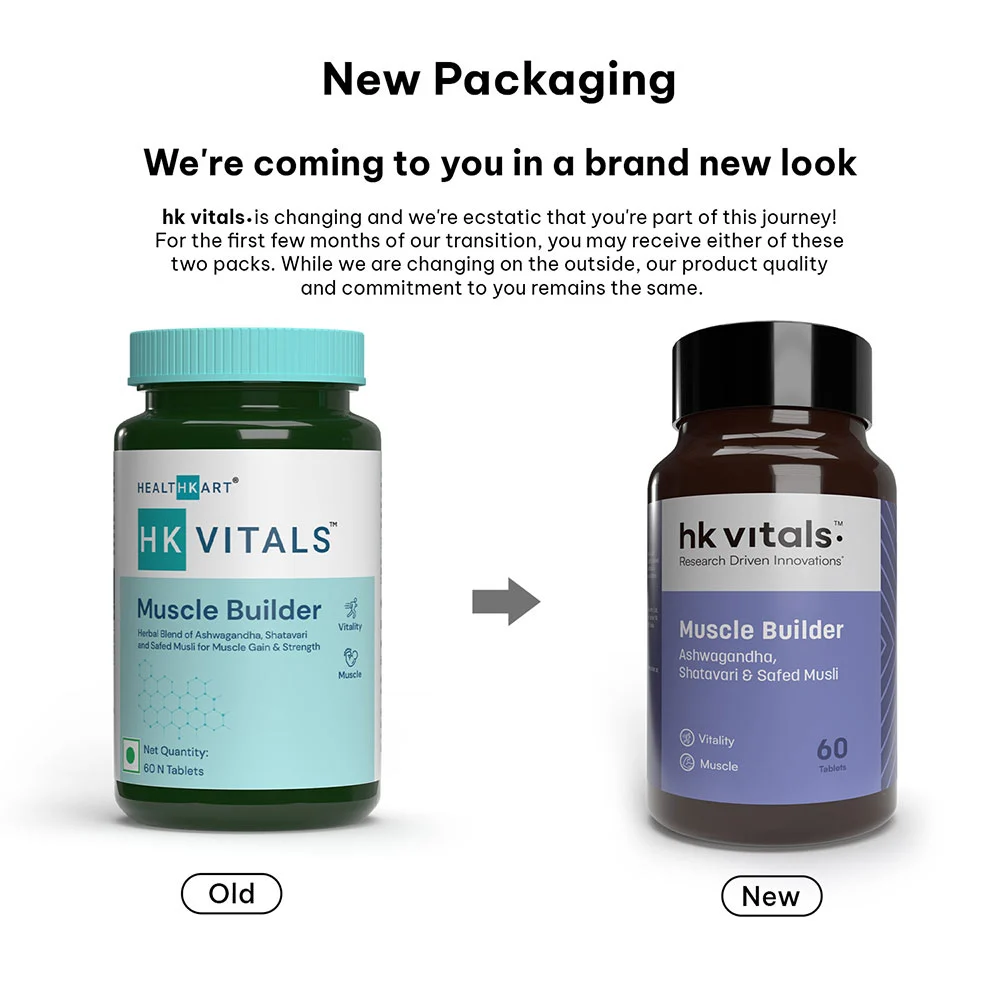 New Packaging
We're coming to you in a brand new look
hk vitals• is changing and we're ecstatic that you're part of this journey!
For the first few months of our transition, you may receive either of these
two packs. While we are changing on the outside, our product quality
and commitment to you remains the same.
HEALTHKART®
HK VITALS™
Muscle Builder
Herbal Blend of Ashwagandha, Shatavari
and Safed Musli for Muscle Gain & Strength
Vitality
Muscle
Net Quantity:
60 N Tablets
Old
hk vitals•™
Research Driven Innovations*
Muscle Builder
Ashwagandha,
Shatavari & Safed Musli
Vitality
Muscle
60
Tablets
New